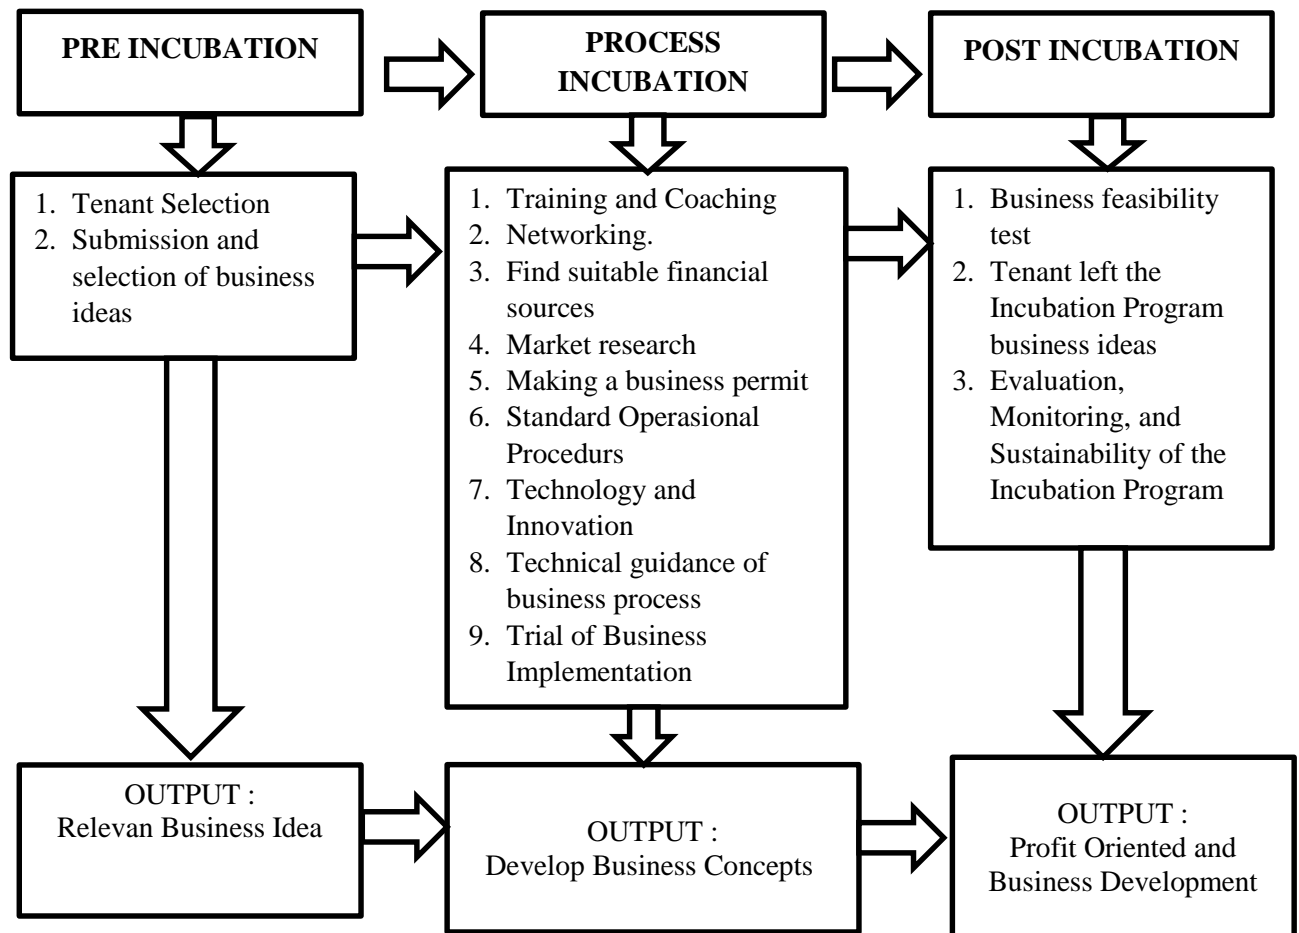 PRE INCUBATION
PROCESS
INCUBATION
POST INCUBATION
1. Tenant Selection
2. Submission and
selection of business
ideas
1. Training and Coaching
2. Networking.
3. Find suitable financial
sources
4. Market research
5. Making a business permit
6. Standard Operasional
Procedurs
7. Technology and
Innovation
8. Technical guidance of
business process
9. Trial of Business
Implementation
1. Business feasibility
test
2. Tenant left the
Incubation Program
business ideas
3. Evaluation,
Monitoring, and
Sustainability of the
Incubation Program
OUTPUT :
Relevan Business Idea
OUTPUT :
Develop Business Concepts
OUTPUT :
Profit Oriented and
Business Development